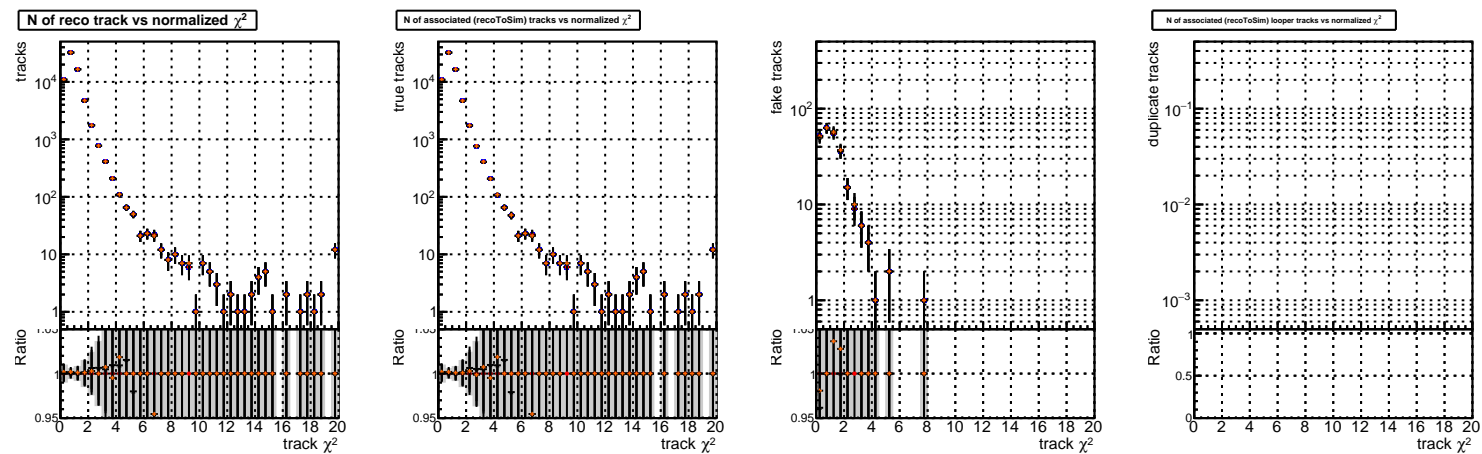 N of reco track vs normalized χ²
tracks
10⁴
10³
10²
10
1
Ratio
1.05
1
0.95
0 2 4 6 8 10 12 14 16 18 20
track χ²
N of associated (recoToSim) tracks vs normalized χ²
true tracks
10⁴
10³
10²
10
1
Ratio
1.05
1
0.95
0 2 4 6 8 10 12 14 16 18 20
track χ²
fake tracks
10²
10
1
Ratio
1.05
1
0.95
0 2 4 6 8 10 12 14 16 18 20
track χ²
N of associated (recoToSim) looper tracks vs normalized χ²
duplicate tracks
10⁻¹
10⁻²
10⁻³
Ratio
1
0.5
0
0 2 4 6 8 10 12 14 16 18 20
track χ²